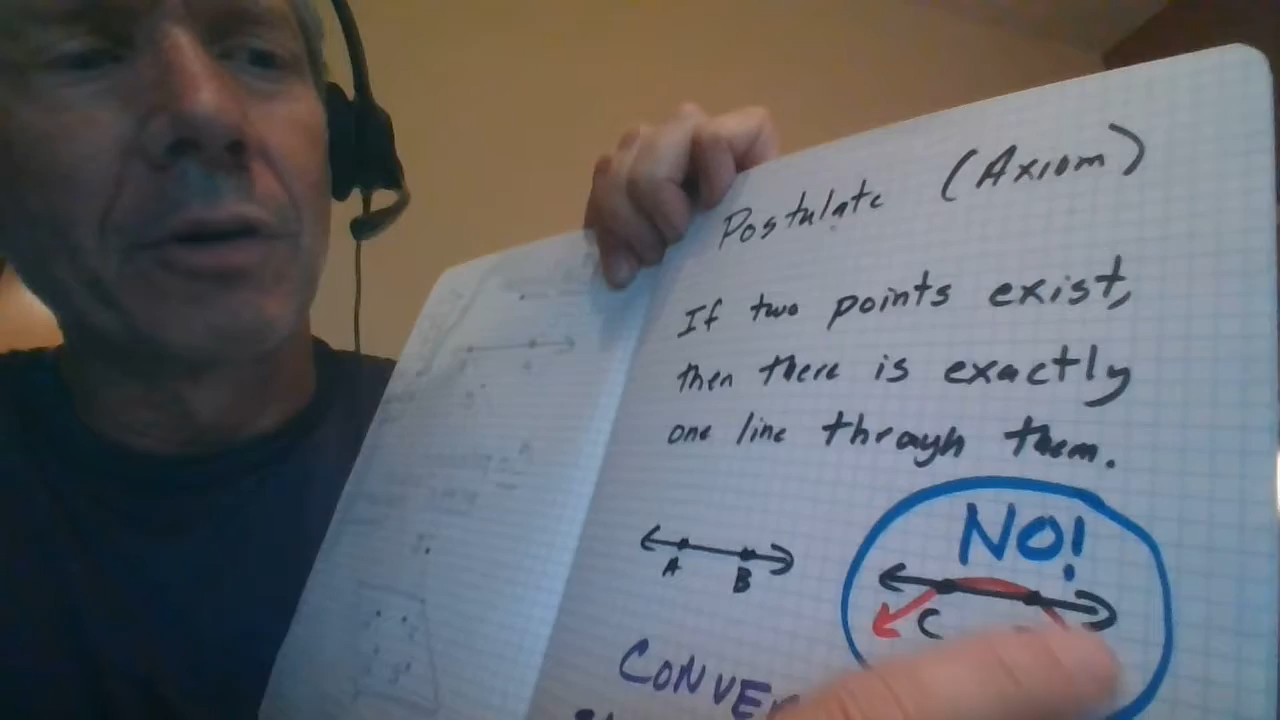 Postulate (Axiom)
If two points exist,
then there is exactly
one line through them.
NO!
A B
C